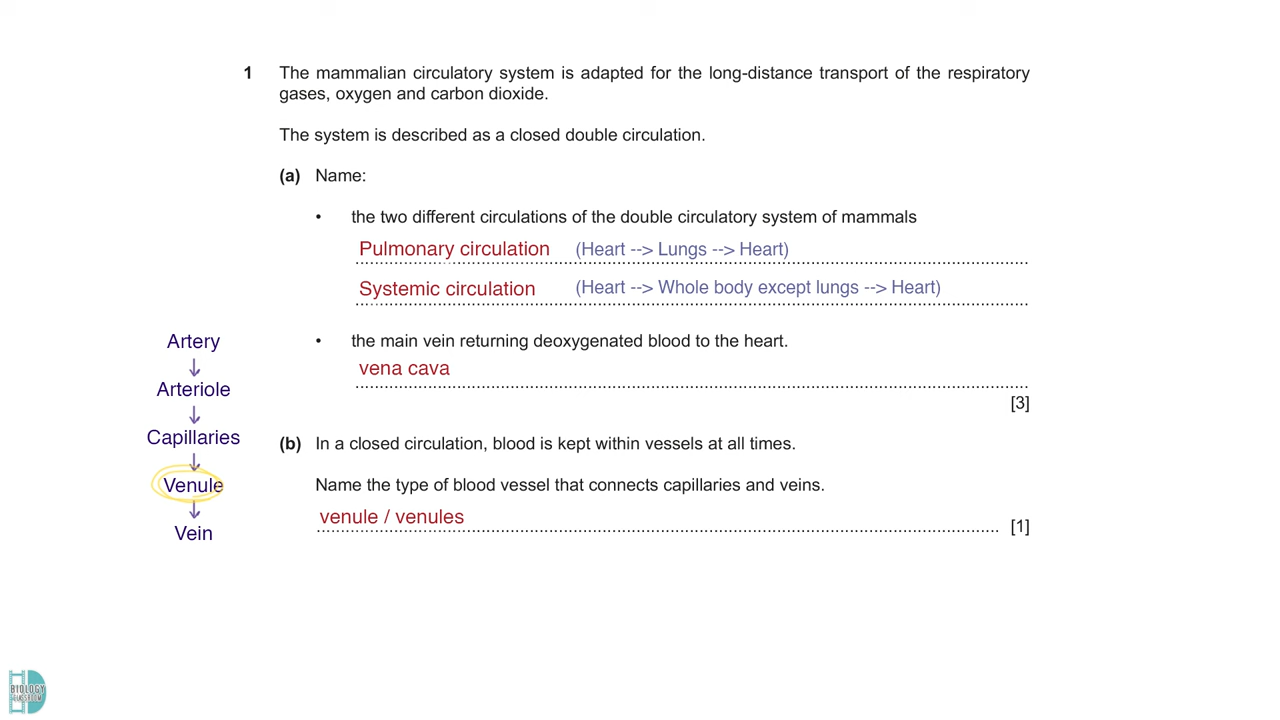 1 The mammalian circulatory system is adapted for the long-distance transport of the respiratory
gases, oxygen and carbon dioxide.
The system is described as a closed double circulation.
(a) Name:
• the two different circulations of the double circulatory system of mammals
Pulmonary circulation (Heart --> Lungs --> Heart)
Systemic circulation (Heart --> Whole body except lungs --> Heart)
• the main vein returning deoxygenated blood to the heart.
vena cava
[3]
(b) In a closed circulation, blood is kept within vessels at all times.
Name the type of blood vessel that connects capillaries and veins.
venule / venules
[1]
Artery
↓
Arteriole
↓
Capillaries
↓
Venule
↓
Vein
BIOLOGY
CLASSROOM